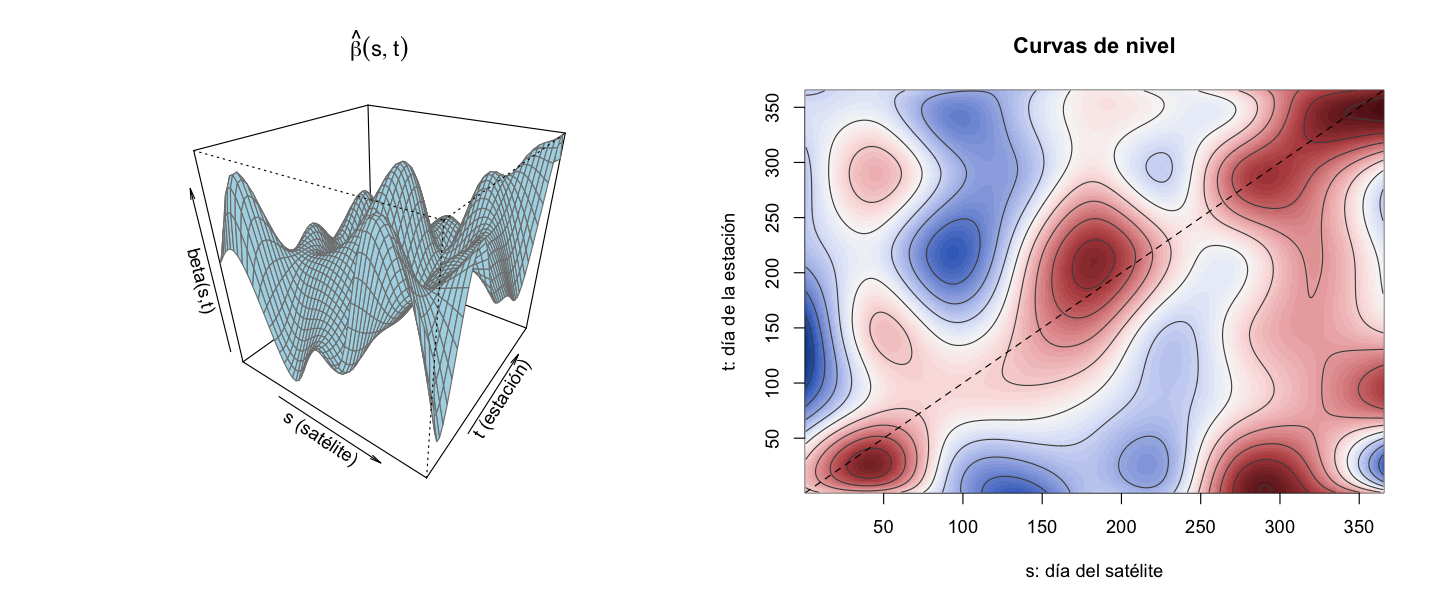 β̂(s, t)
beta(s,t)
s (satélite)
t (estación)
Curvas de nivel
t: día de la estación
350
300
250
200
150
100
50
50 100 150 200 250 300 350
s: día del satélite